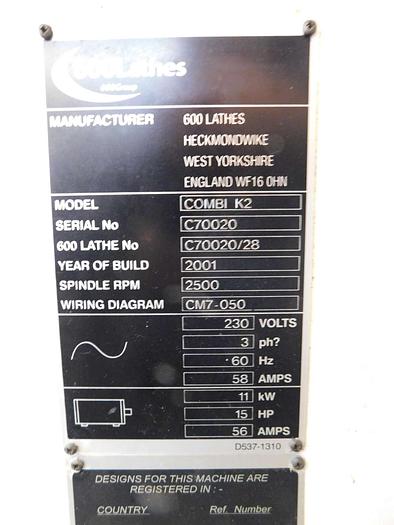 600Lathes
600Group
MANUFACTURER 600 LATHES
HECKMONDWIKE
WEST YORKSHIRE
ENGLAND WF16 0HN
MODEL COMBI K2
SERIAL No C70020
600 LATHE No C70020/28
YEAR OF BUILD 2001
SPINDLE RPM 2500
WIRING DIAGRAM CM7-050
230 VOLTS
3 ph?
60 Hz
58 AMPS
11 kW
15 HP
56 AMPS
D537-1310
DESIGNS FOR THIS MACHINE ARE
REGISTERED IN : -
COUNTRY Ref. Number